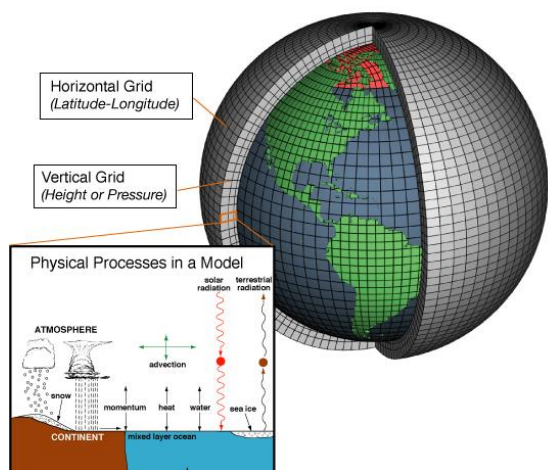 Horizontal Grid
(Latitude-Longitude)
Vertical Grid
(Height or Pressure)
Physical Processes in a Model
solar
radiation
terrestrial
radiation
ATMOSPHERE
advection
snow
momentum
heat
water
sea ice
CONTINENT
mixed layer ocean